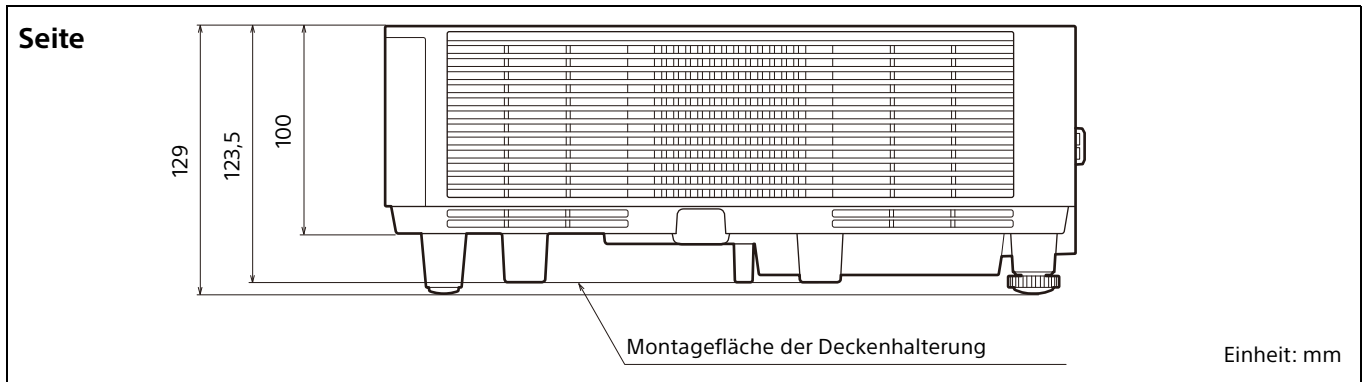 Seite
129
123,5
100
Montagefläche der Deckenhalterung
Einheit: mm